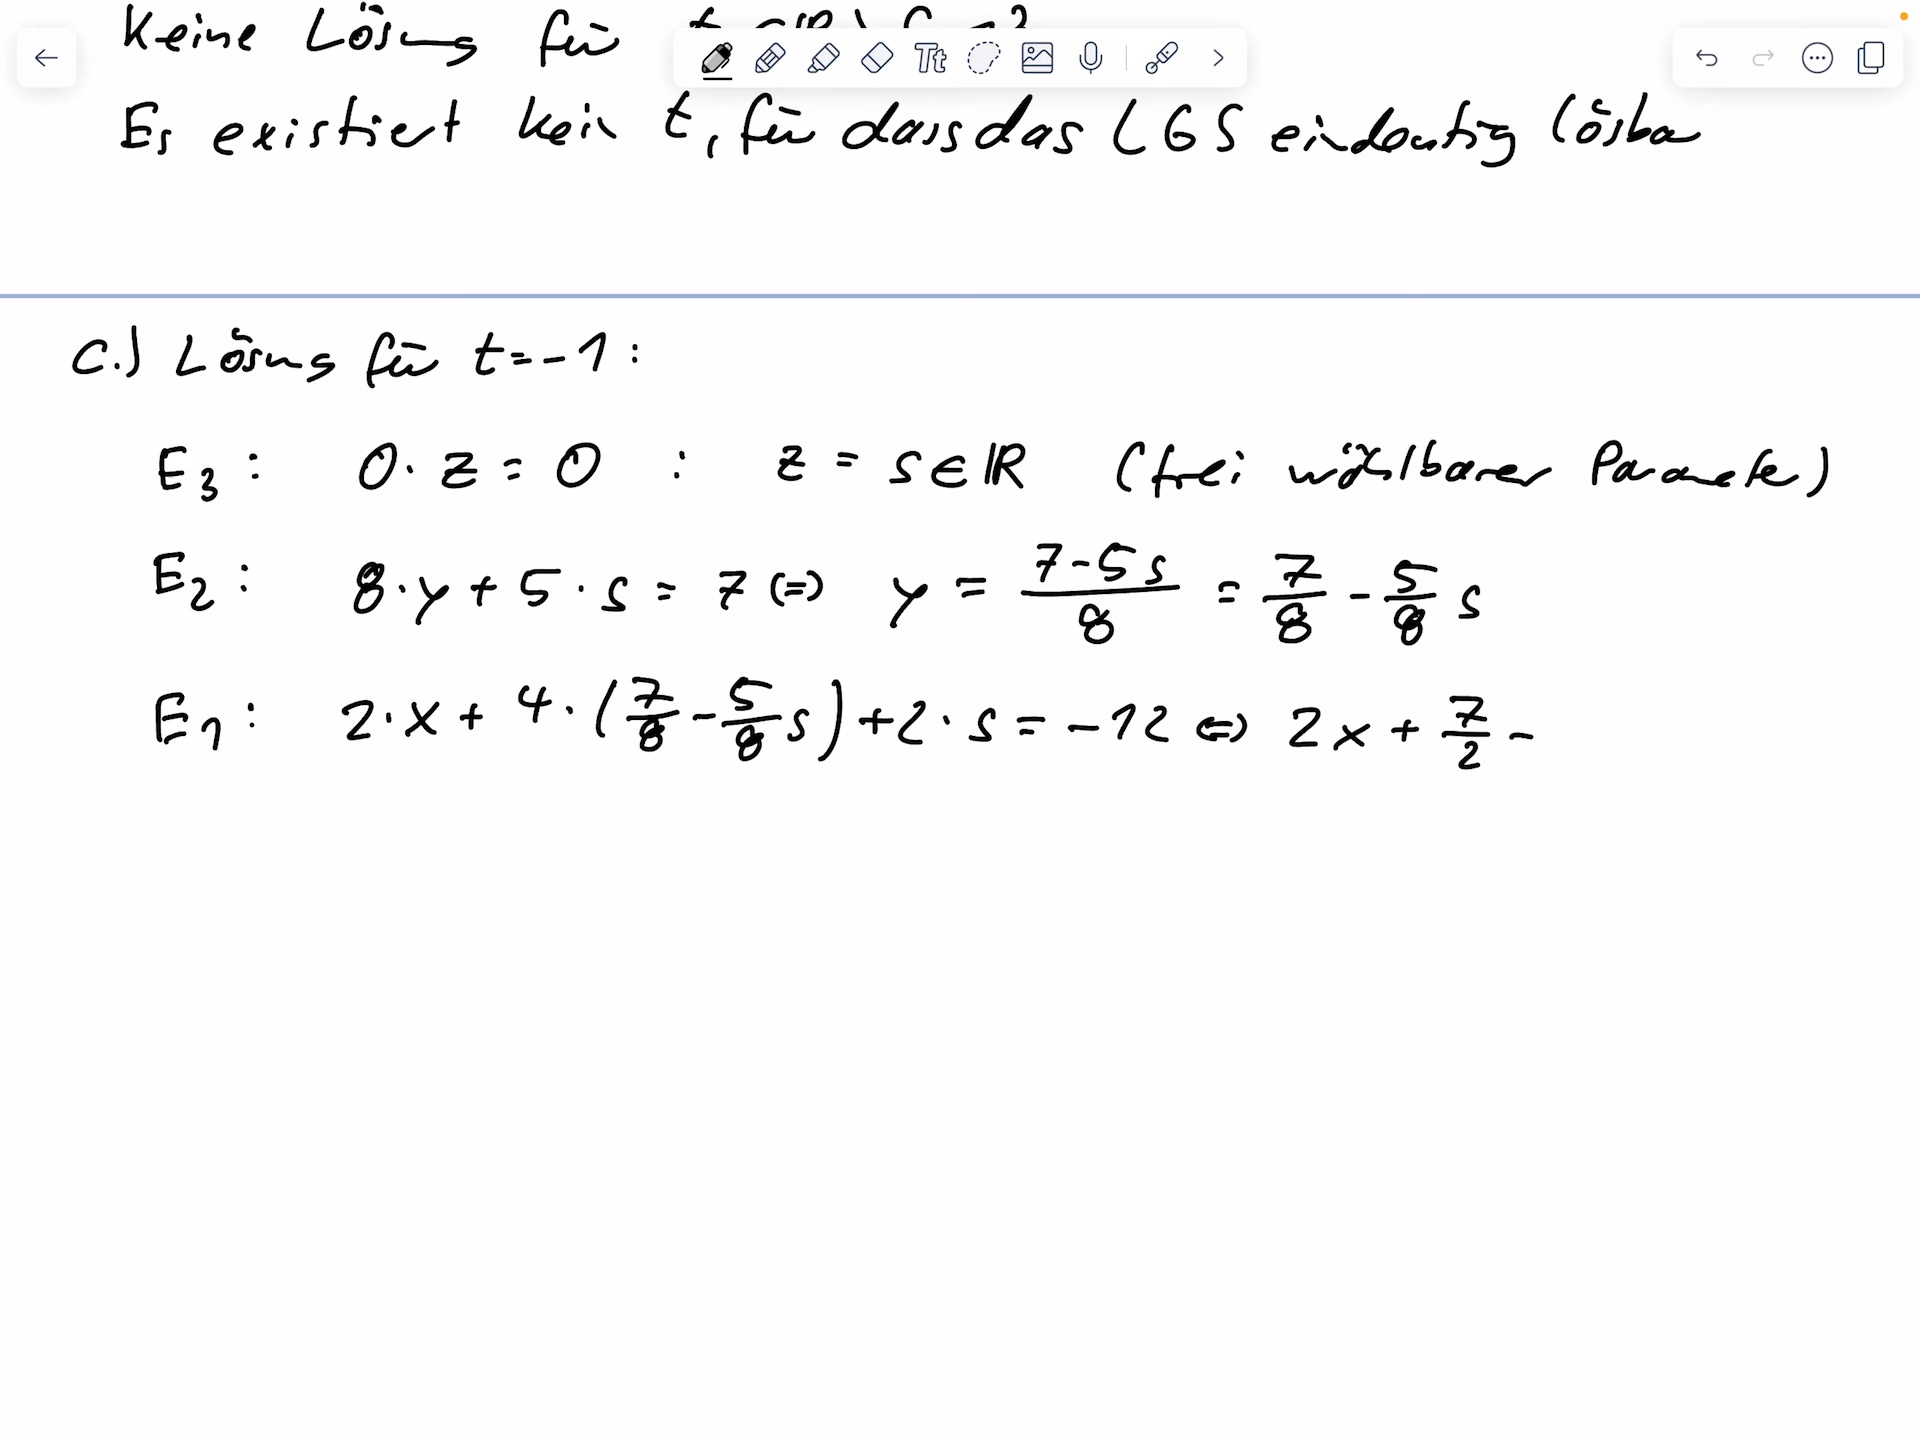 Keine Lösung für t ∈ ℝ \ {
Es existiert kein t, für dass das LGS eindeutig lösbar
Tt
c.) Lösung für t=-1:
E₃: 0·z=0 : z = s∈ℝ (frei wählbarer Parameter)
E₂: 8·y+5·s=7 (=) y = (7-5s)/8 = 7/8 - 5/8 s
E₁: 2·x+4·(7/8-5/8s)+2·s=-12 ⇔ 2x+7/2-